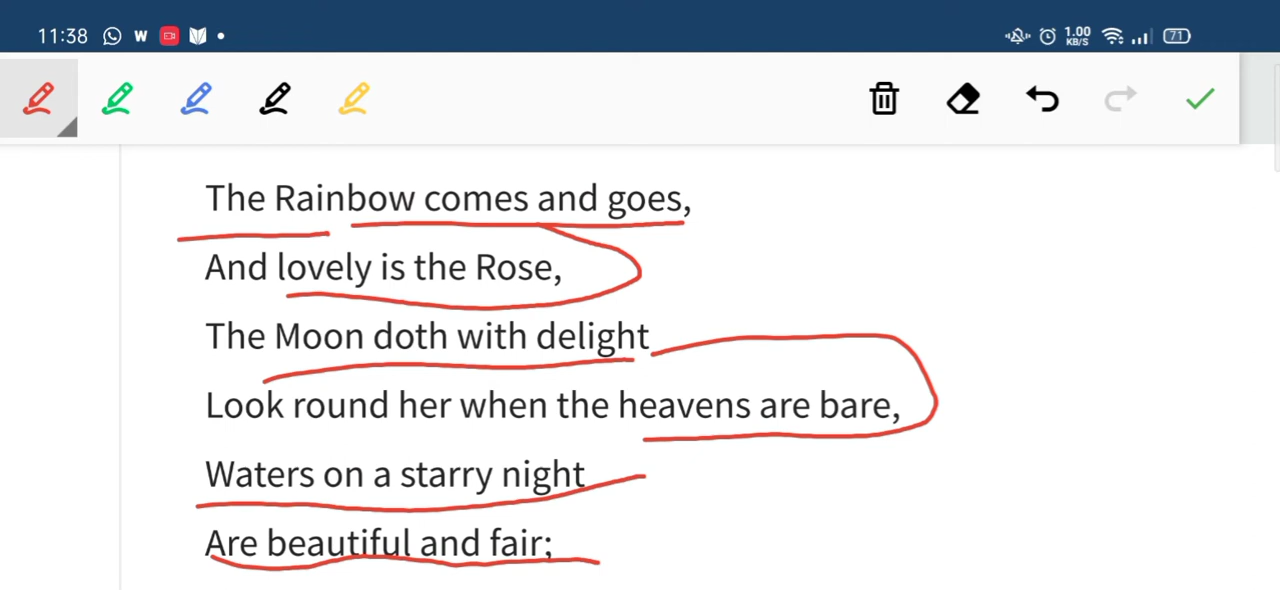 11:38 W 1.00 KB/S 71
The Rainbow comes and goes,
And lovely is the Rose,
The Moon doth with delight
Look round her when the heavens are bare,
Waters on a starry night
Are beautiful and fair;